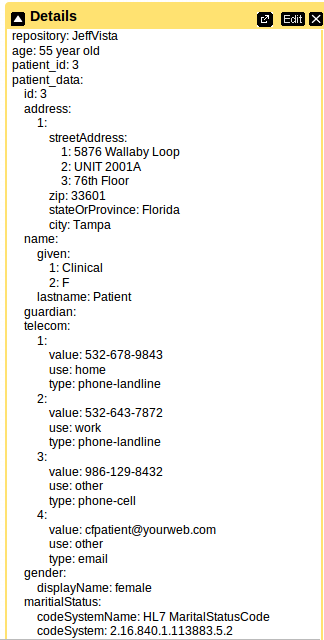 Details
Edit
repository: JeffVista
age: 55 year old
patient_id: 3
patient_data:
id: 3
address:
1:
streetAddress:
1: 5876 Wallaby Loop
2: UNIT 2001A
3: 76th Floor
zip: 33601
stateOrProvince: Florida
city: Tampa
name:
given:
1: Clinical
2: F
lastname: Patient
guardian:
telecom:
1:
value: 532-678-9843
use: home
type: phone-landline
2:
value: 532-643-7872
use: work
type: phone-landline
3:
value: 986-129-8432
use: other
type: phone-cell
4:
value: cfpatient@yourweb.com
use: other
type: email
gender:
displayName: female
maritialStatus:
codeSystemName: HL7 MaritalStatusCode
codeSystem: 2.16.840.1.113883.5.2